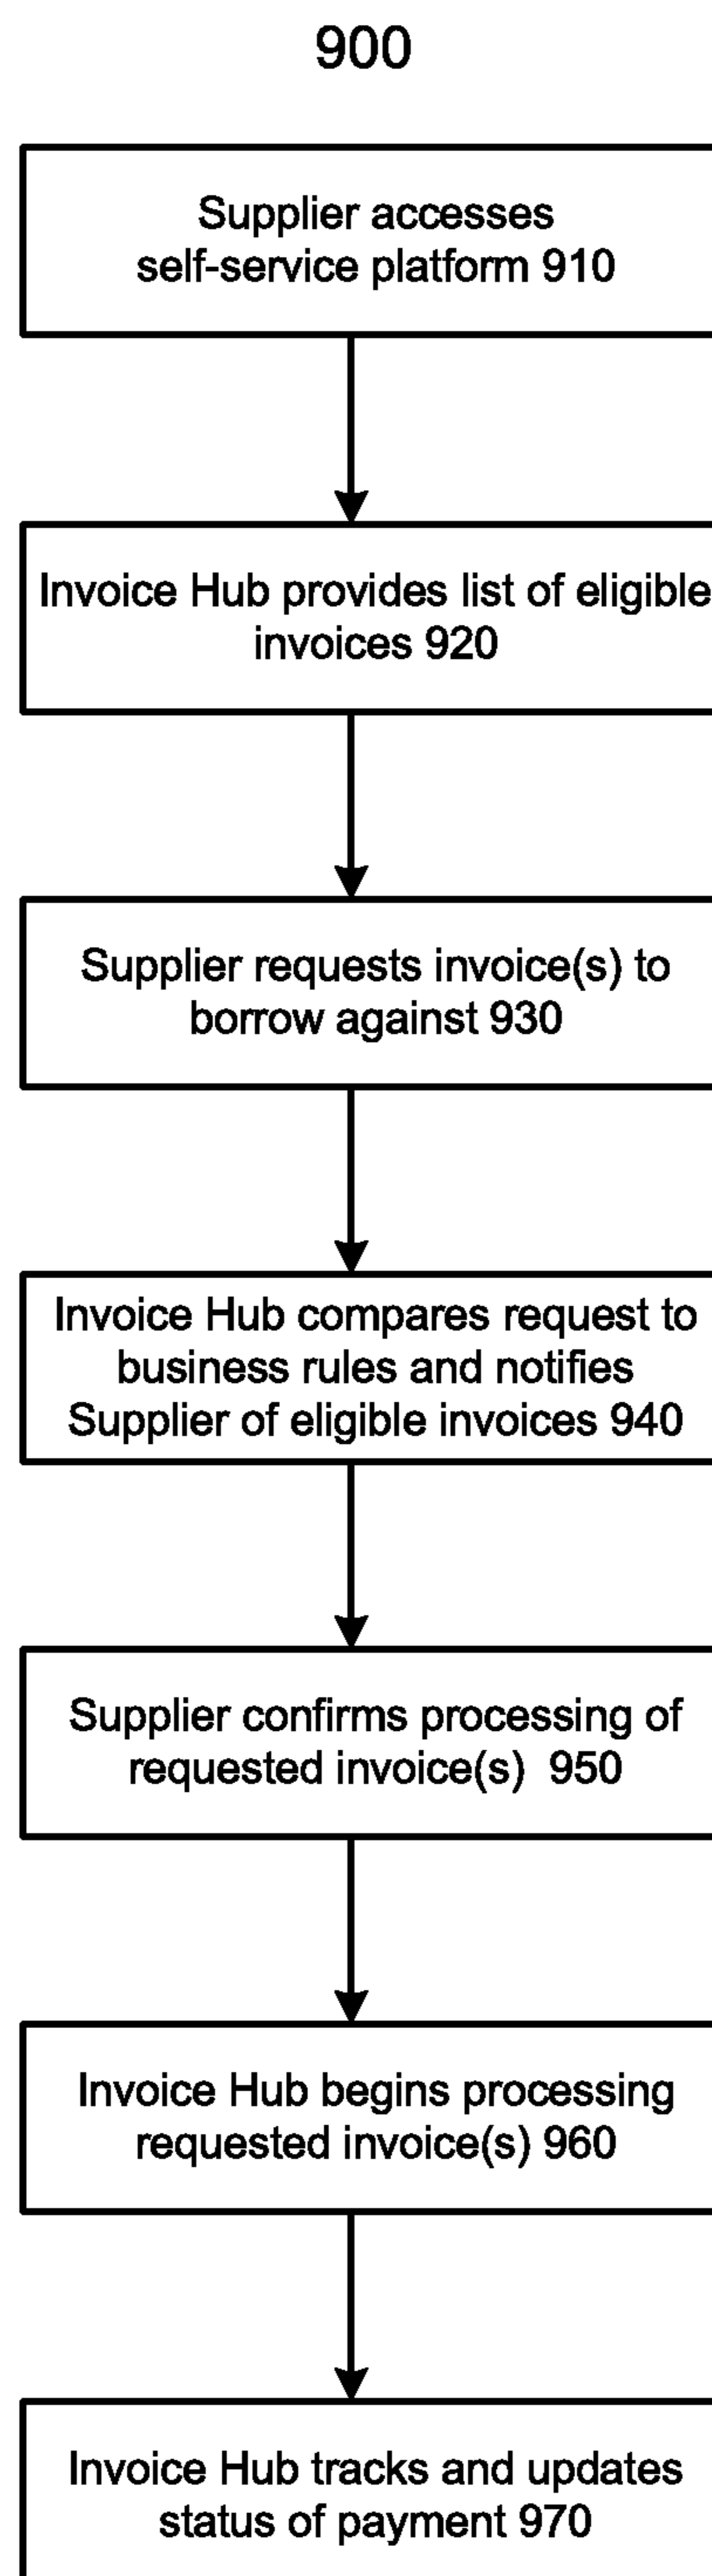 900
Supplier accesses
self-service platform 910
Invoice Hub provides list of eligible
invoices 920
Supplier requests invoice(s) to
borrow against 930
Invoice Hub compares request to
business rules and notifies
Supplier of eligible invoices 940
Supplier confirms processing of
requested invoice(s) 950
Invoice Hub begins processing
requested invoice(s) 960
Invoice Hub tracks and updates
status of payment 970